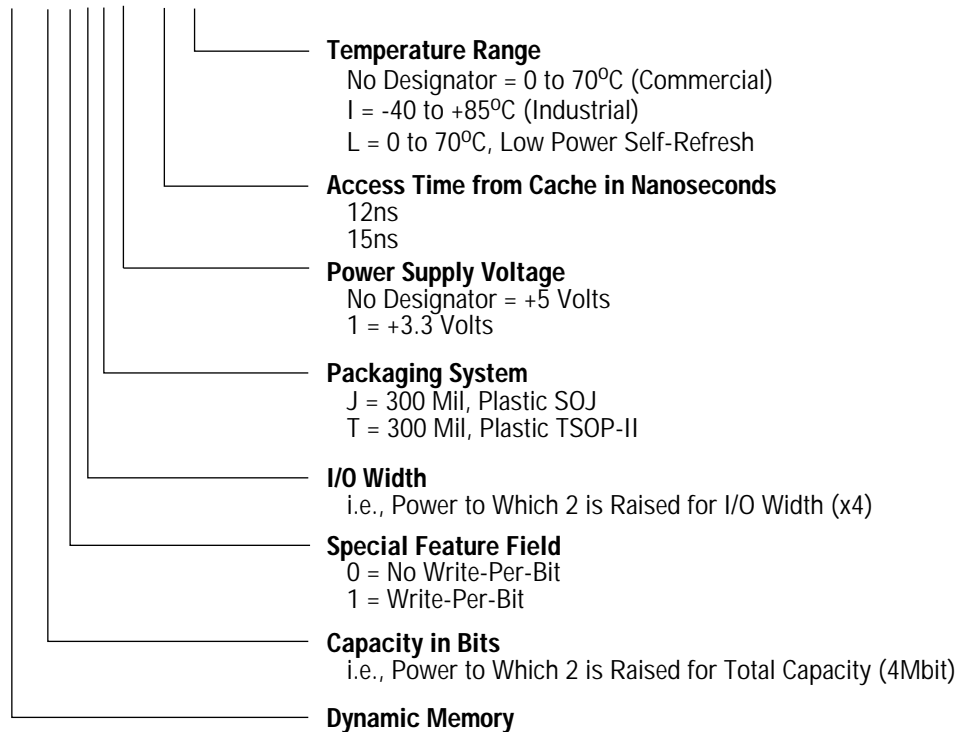 Temperature Range
No Designator = 0 to 70ºC (Commercial)
I = -40 to +85ºC (Industrial)
L = 0 to 70ºC, Low Power Self-Refresh
Access Time from Cache in Nanoseconds
12ns
15ns
Power Supply Voltage
No Designator = +5 Volts
1 = +3.3 Volts
Packaging System
J = 300 Mil, Plastic SOJ
T = 300 Mil, Plastic TSOP-II
I/O Width
i.e., Power to Which 2 is Raised for I/O Width (x4)
Special Feature Field
0 = No Write-Per-Bit
1 = Write-Per-Bit
Capacity in Bits
i.e., Power to Which 2 is Raised for Total Capacity (4Mbit)
Dynamic Memory